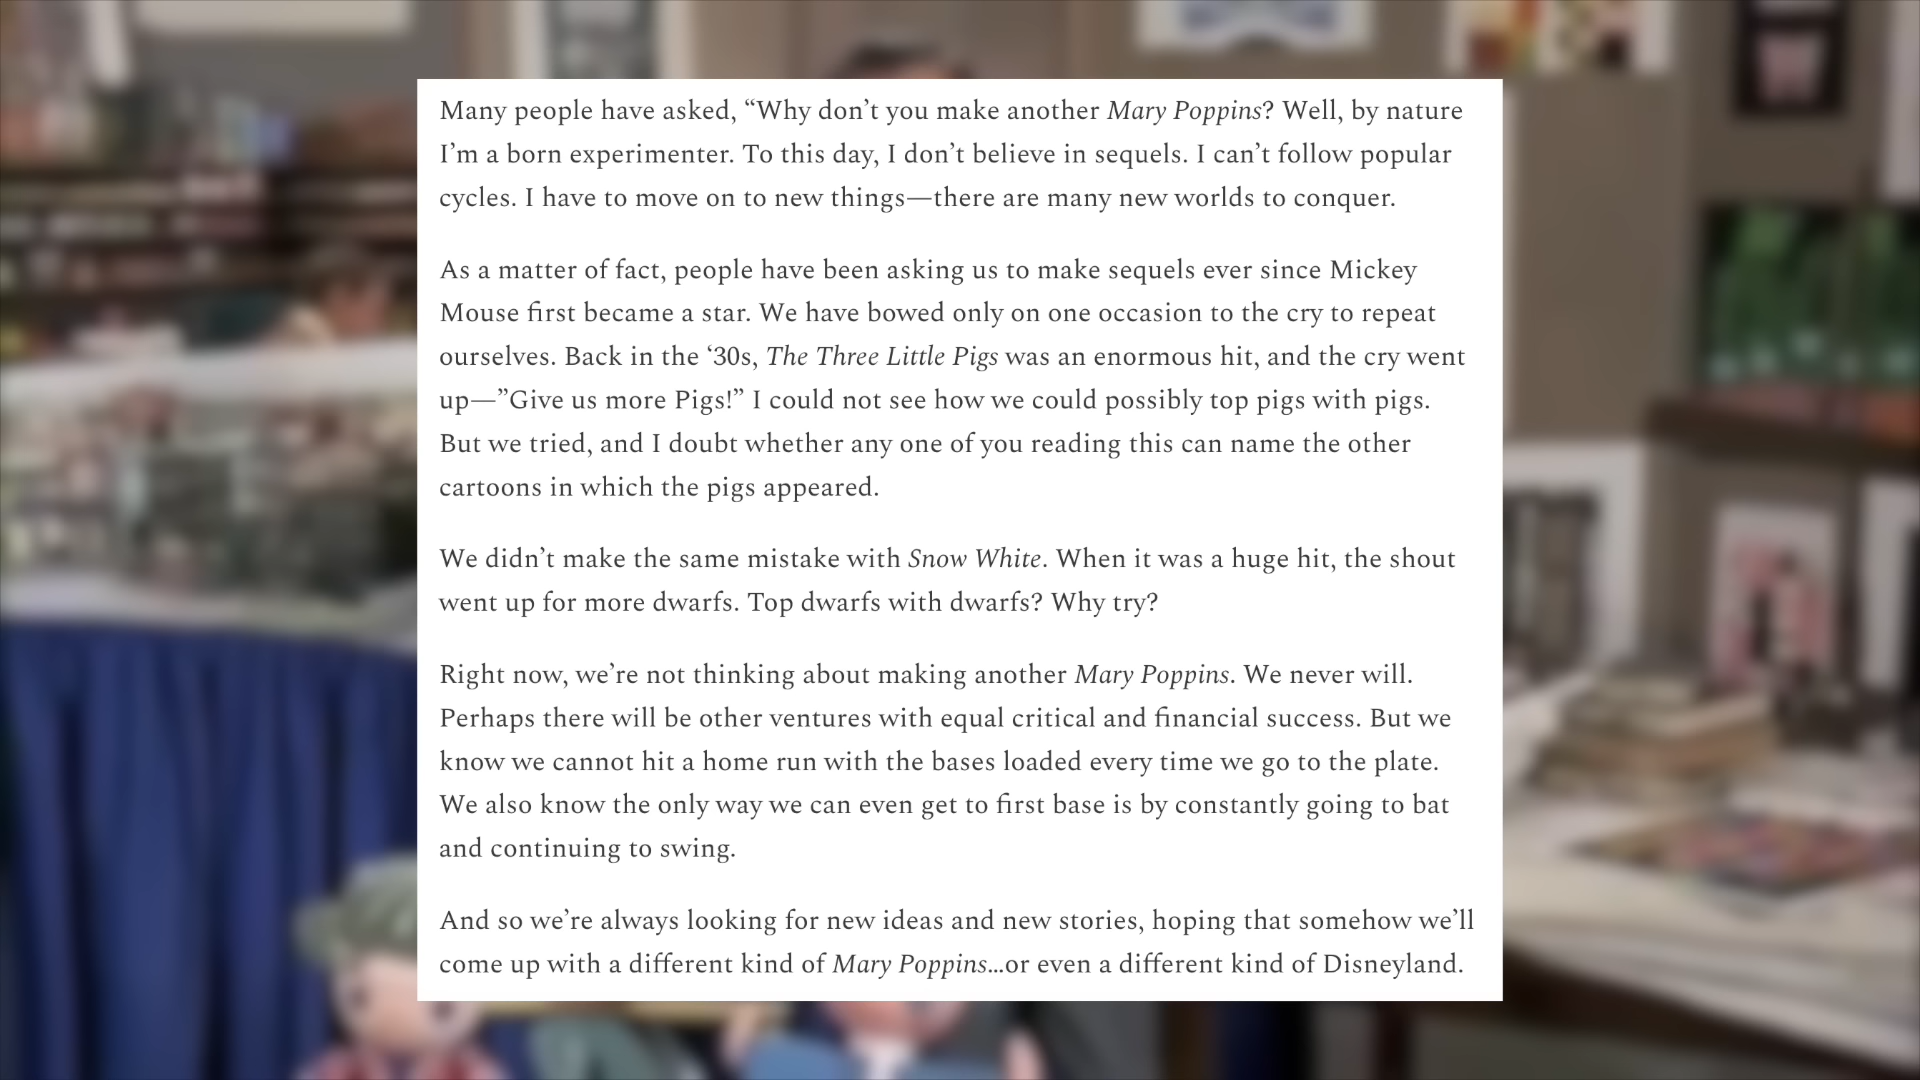 Many people have asked, “Why don’t you make another Mary Poppins? Well, by nature
I’m a born experimenter. To this day, I don’t believe in sequels. I can’t follow popular
cycles. I have to move on to new things—there are many new worlds to conquer.
As a matter of fact, people have been asking us to make sequels ever since Mickey
Mouse first became a star. We have bowed only on one occasion to the cry to repeat
ourselves. Back in the ‘30s, The Three Little Pigs was an enormous hit, and the cry went
up—”Give us more Pigs!” I could not see how we could possibly top pigs with pigs.
But we tried, and I doubt whether any one of you reading this can name the other
cartoons in which the pigs appeared.
We didn’t make the same mistake with Snow White. When it was a huge hit, the shout
went up for more dwarfs. Top dwarfs with dwarfs? Why try?
Right now, we’re not thinking about making another Mary Poppins. We never will.
Perhaps there will be other ventures with equal critical and financial success. But we
know we cannot hit a home run with the bases loaded every time we go to the plate.
We also know the only way we can even get to first base is by constantly going to bat
and continuing to swing.
And so we’re always looking for new ideas and new stories, hoping that somehow we’ll
come up with a different kind of Mary Poppins…or even a different kind of Disneyland.